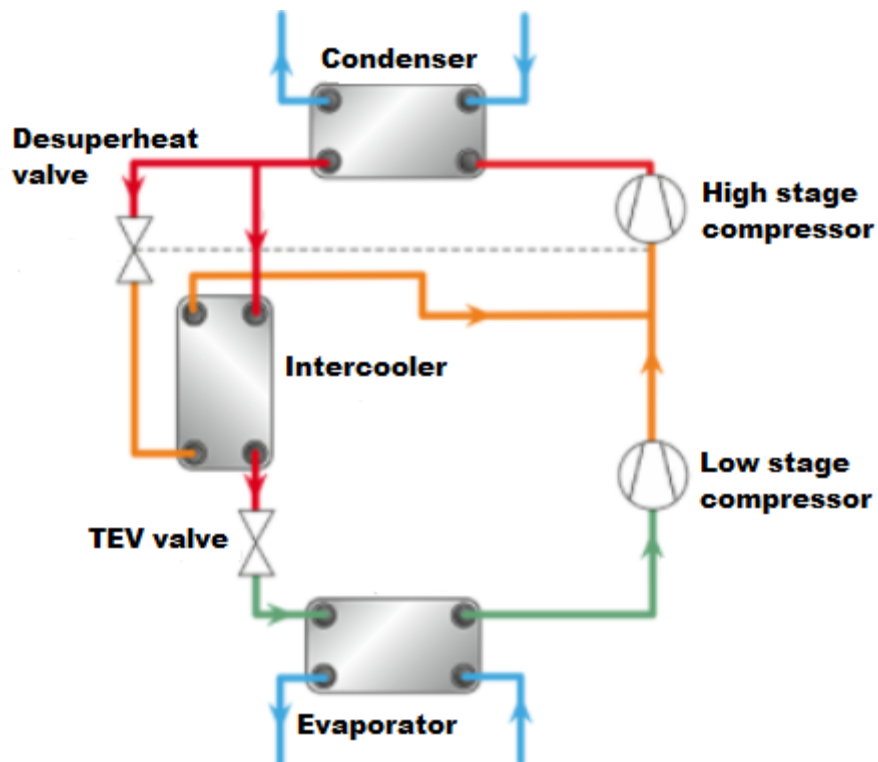 Condenser
Desuperheat
valve
High stage
compressor
Intercooler
Low stage
compressor
TEV valve
Evaporator